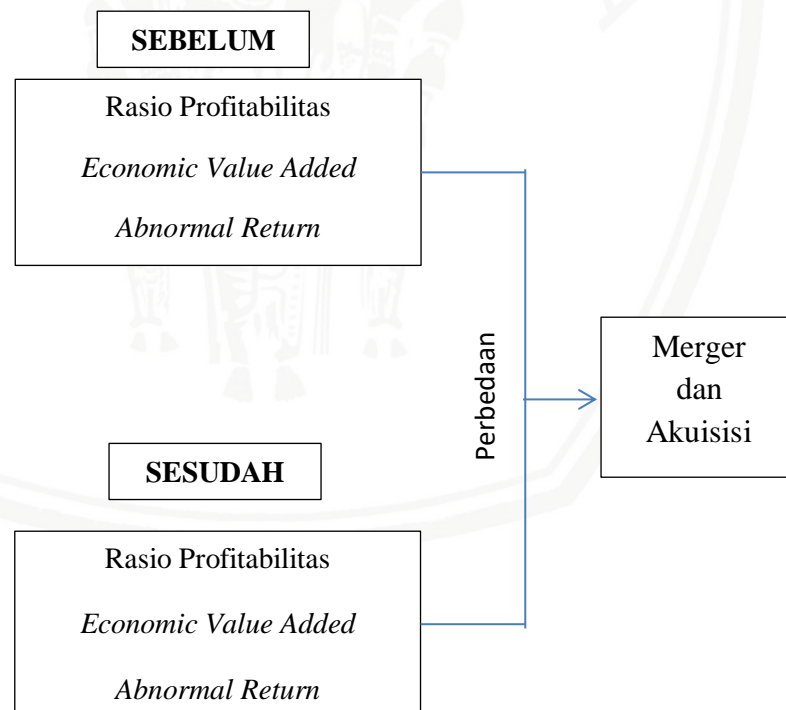 SEBELUM
Rasio Profitabilitas
Economic Value Added
Abnormal Return
Perbedaan
Merger
dan
Akuisisi
SESUDAH
Rasio Profitabilitas
Economic Value Added
Abnormal Return